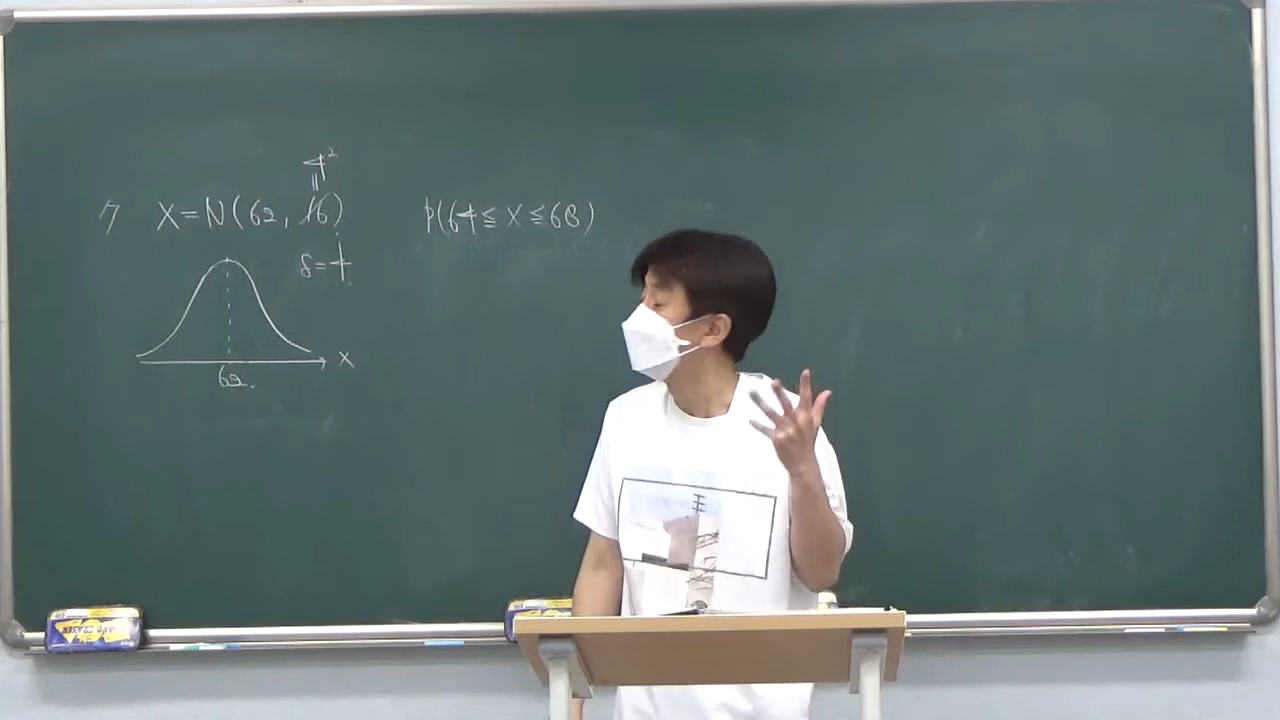 4²
||
7 X=N(62, 16) P(64≦X≦68)
δ=4
X
62.